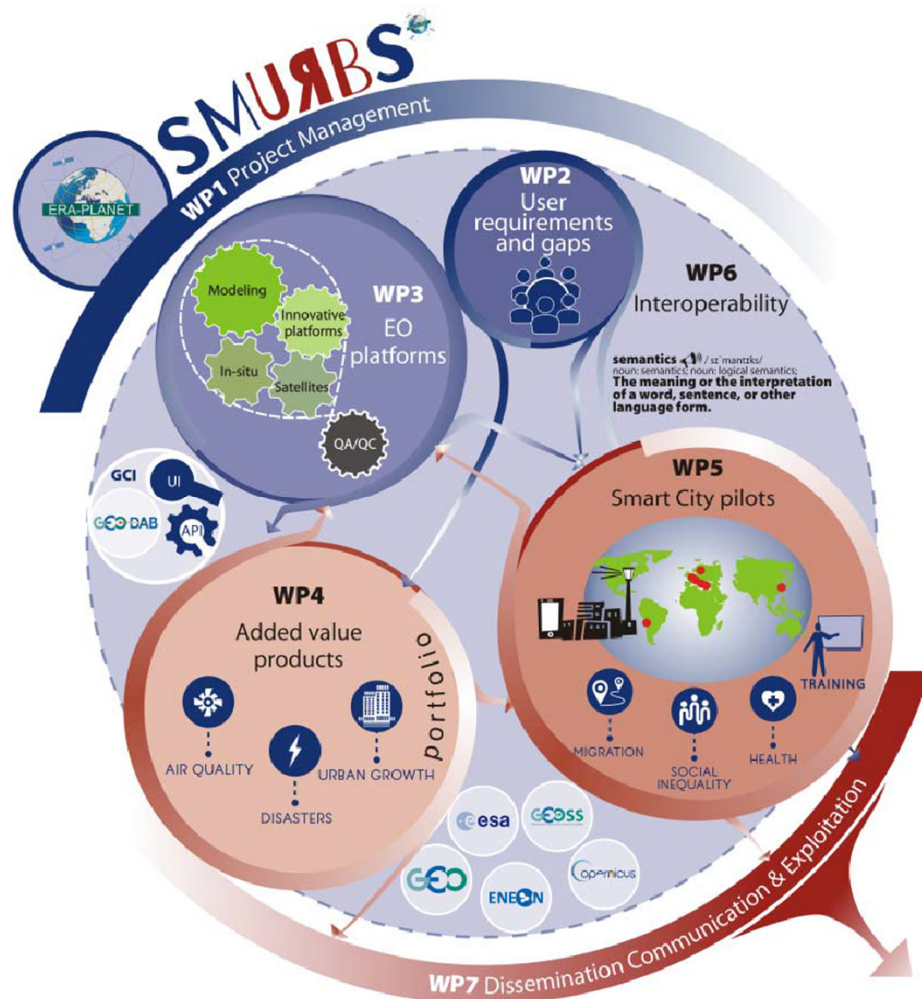 SMURBS
ERA-PLANET
WP1 Project Management
WP2
User
requirements
and gaps
WP3
EO
platforms
Modeling
Innovative
platforms
In-situ
Satellites
QA/QC
WP6
Interoperability
semantics / sɪˈmantɪks/
noun: semantics; noun: logical semantics;
The meaning or the interpretation
of a word, sentence, or other
language form.
GCI
UI
GEO DAB
API
WP5
Smart City pilots
TRAINING
MIGRATION
SOCIAL
INEQUALITY
HEALTH
WP4
Added value
products
portfolio
AIR QUALITY
URBAN GROWTH
DISASTERS
esa
GEOSS
GEO
ENEON
Copernicus
WP7 Dissemination Communication & Exploitation